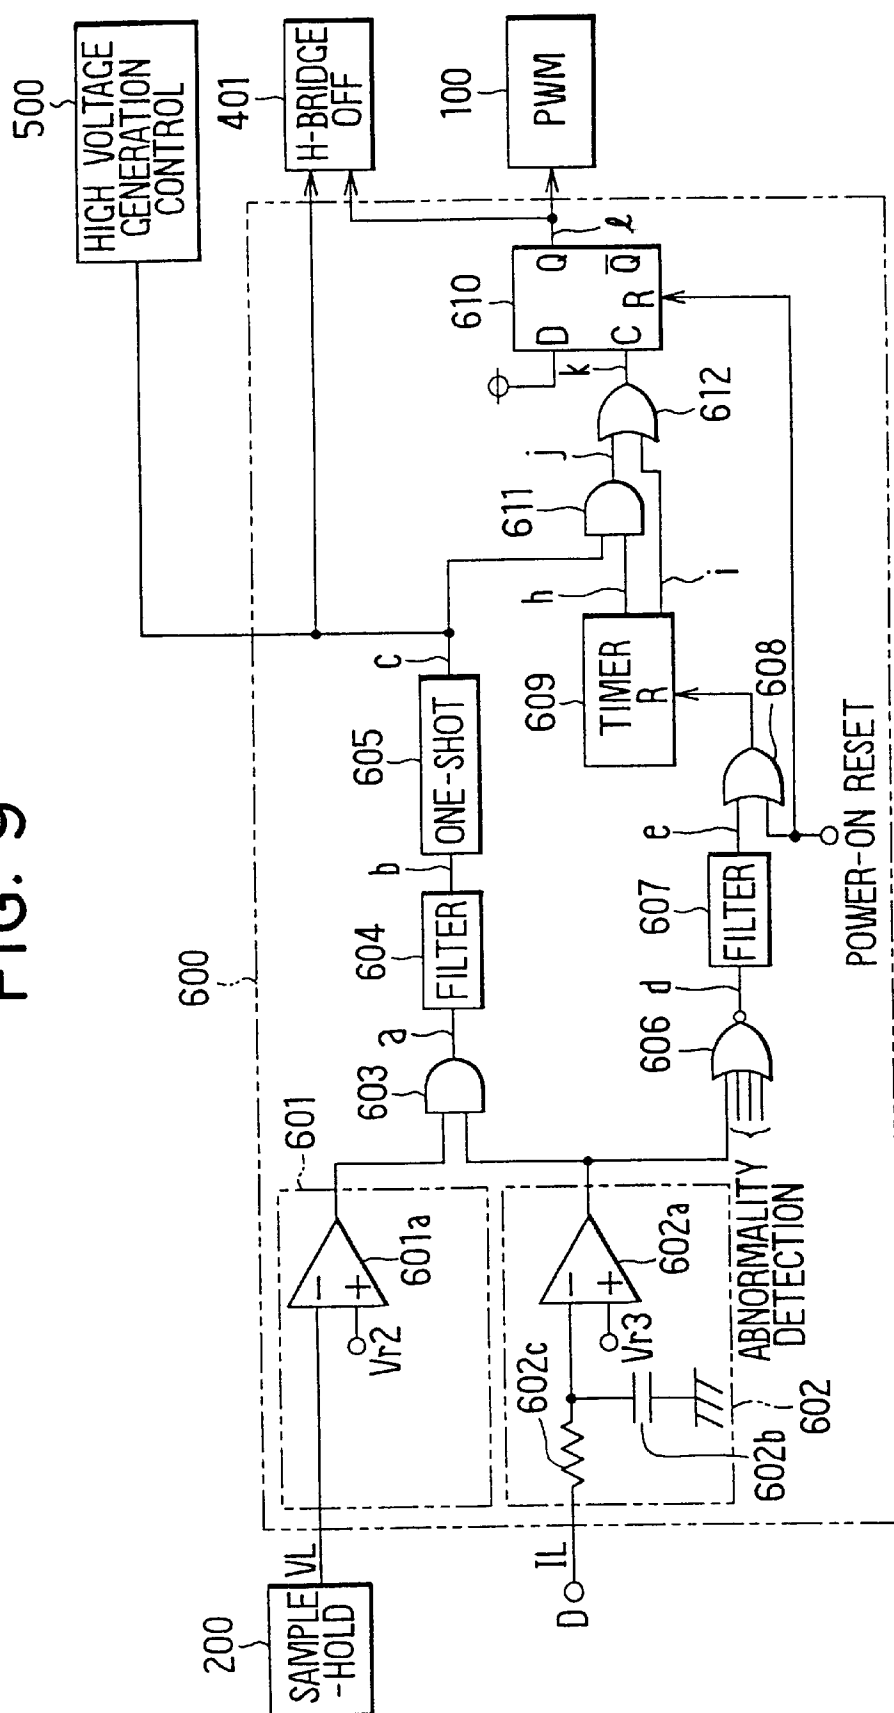 FIG. 9
500
HIGH VOLTAGE
GENERATION
CONTROL
401
H-BRIDGE
OFF
100
PWM
600
601
601a
Vr2
200
SAMPLE
-HOLD
VL
603
a
604
FILTER
b
605
ONE-SHOT
c
611
j
h
i
612
k
610
D
Q
C
R
Q̅
ℓ
609
TIMER
R
608
e
607
FILTER
d
606
ABNORMALITY
DETECTION
POWER-ON RESET
D
IL
602c
602a
Vr3
602b
602